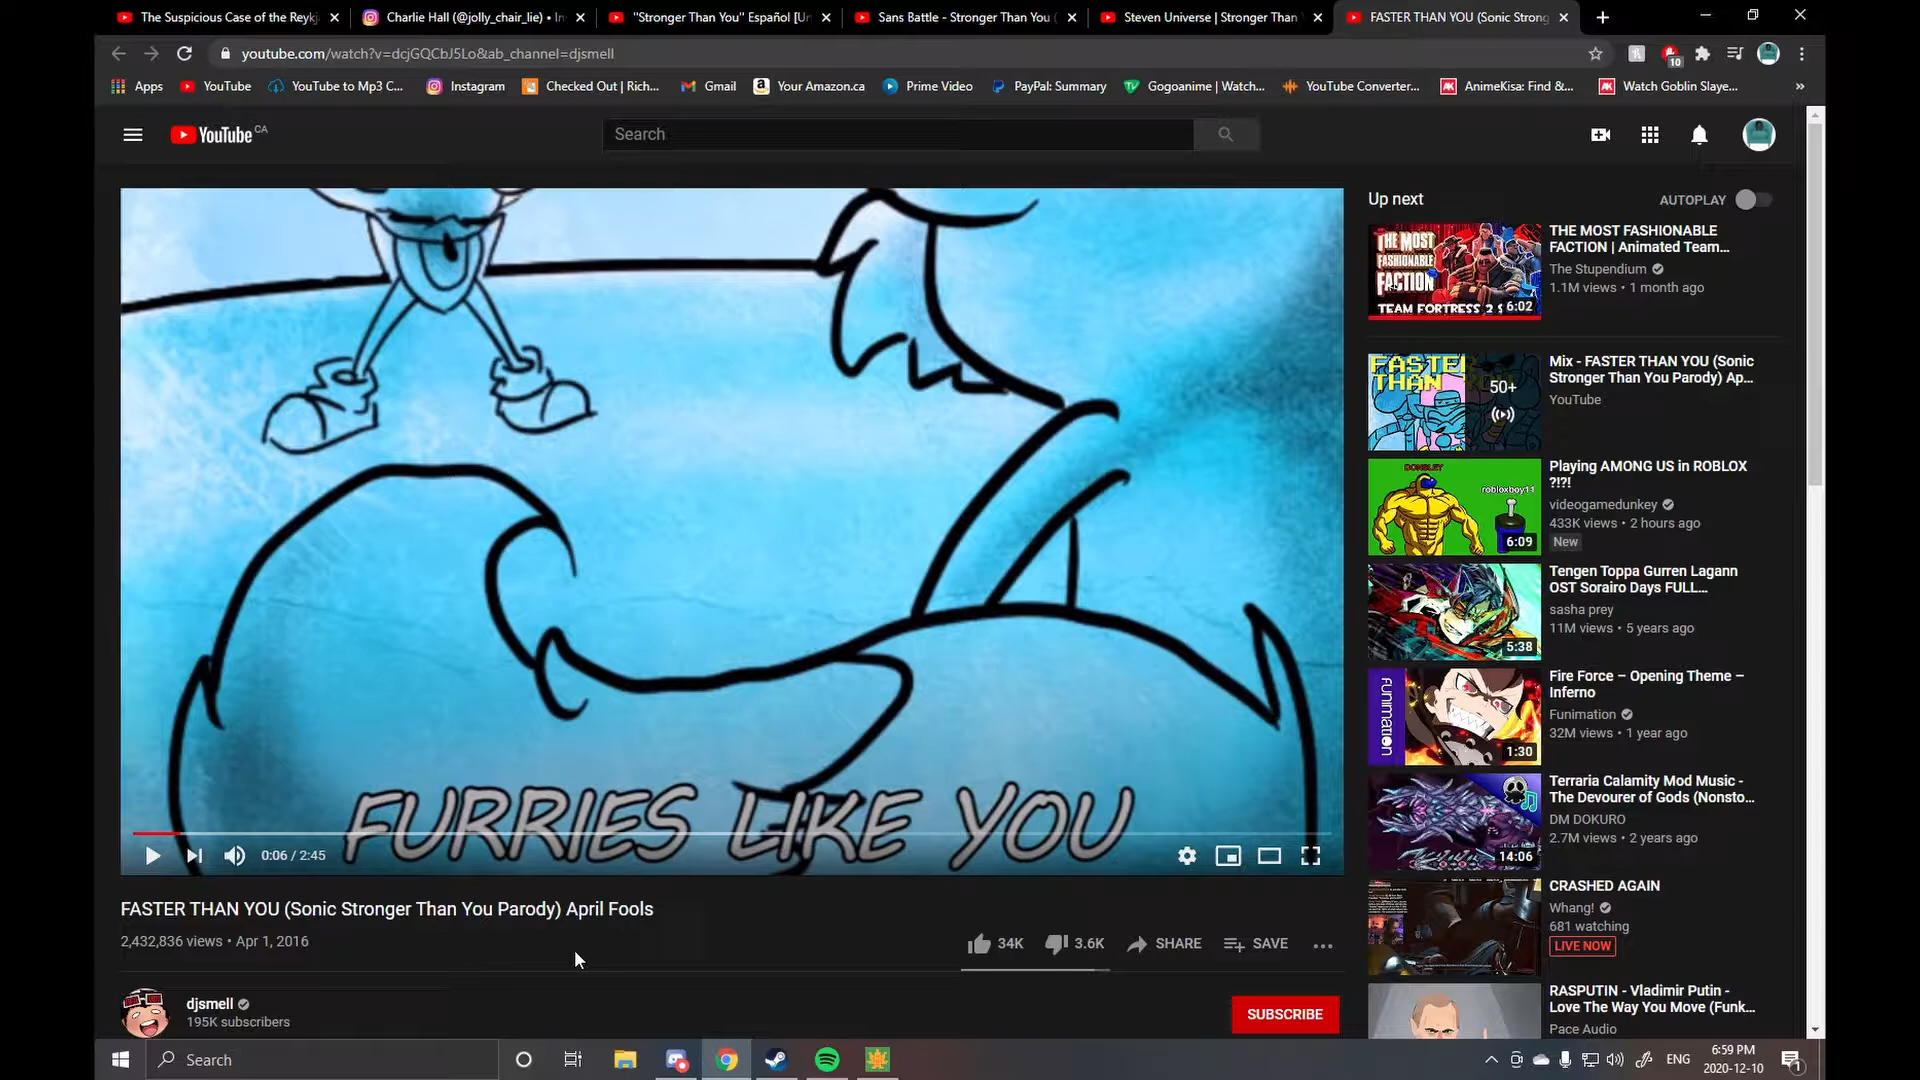 The Suspicious Case of the Reykj
Charlie Hall (@jolly_chair_lie) • In
"Stronger Than You" Español [Un
Sans Battle - Stronger Than You (
Steven Universe | Stronger Than
FASTER THAN YOU (Sonic Strong
youtube.com/watch?v=dcjGQCbJ5Lo&ab_channel=djsmell
10
Apps
YouTube
YouTube to Mp3 C...
Instagram
Checked Out | Rich...
Gmail
Your Amazon.ca
Prime Video
PayPal: Summary
Gogoanime | Watch...
YouTube Converter...
AnimeKisa: Find &...
Watch Goblin Slaye...
YouTube CA
Search
FURRIES LIKE YOU
0:06 / 2:45
FASTER THAN YOU (Sonic Stronger Than You Parody) April Fools
2,432,836 views • Apr 1, 2016
34K
3.6K
SHARE
SAVE
djsmell
195K subscribers
SUBSCRIBE
Up next
AUTOPLAY
THE MOST
FASHIONABLE
FACTION
TEAM FORTRESS 2
6:02
THE MOST FASHIONABLE
FACTION | Animated Team...
The Stupendium
1.1M views • 1 month ago
FASTER
THAN
50+
Mix - FASTER THAN YOU (Sonic
Stronger Than You Parody) Ap...
YouTube
DONSLEY
robloxboy11
6:09
Playing AMONG US in ROBLOX
?!?!
videogamedunkey
433K views • 2 hours ago
New
5:38
Tengen Toppa Gurren Lagann
OST Sorairo Days FULL...
sasha prey
11M views • 5 years ago
FUNIMATION
1:30
Fire Force – Opening Theme –
Inferno
Funimation
32M views • 1 year ago
14:06
Terraria Calamity Mod Music -
The Devourer of Gods (Nonsto...
DM DOKURO
2.7M views • 2 years ago
CRASHED AGAIN
Whang!
681 watching
LIVE NOW
RASPUTIN - Vladimir Putin -
Love The Way You Move (Funk...
Pace Audio
Search
ENG
6:59 PM
2020-12-10
1